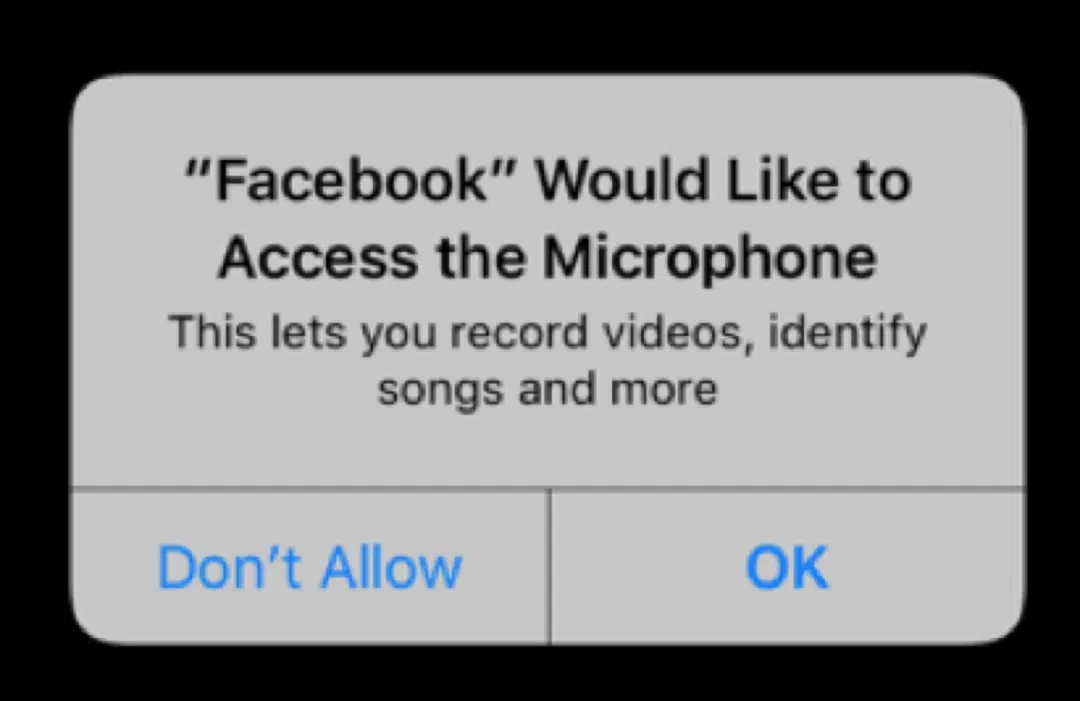 “Facebook” Would Like to
Access the Microphone
This lets you record videos, identify
songs and more
Don’t Allow
OK